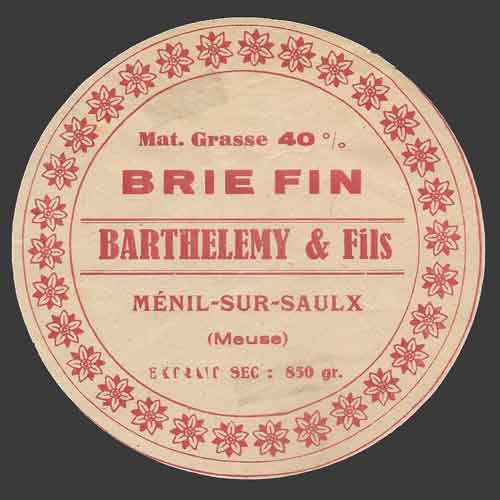 Mat. Grasse 40 %
BRIE FIN
BARTHELEMY & Fils
MÉNIL-SUR-SAULX
(Meuse)
EXTRAIT SEC : 850 gr.